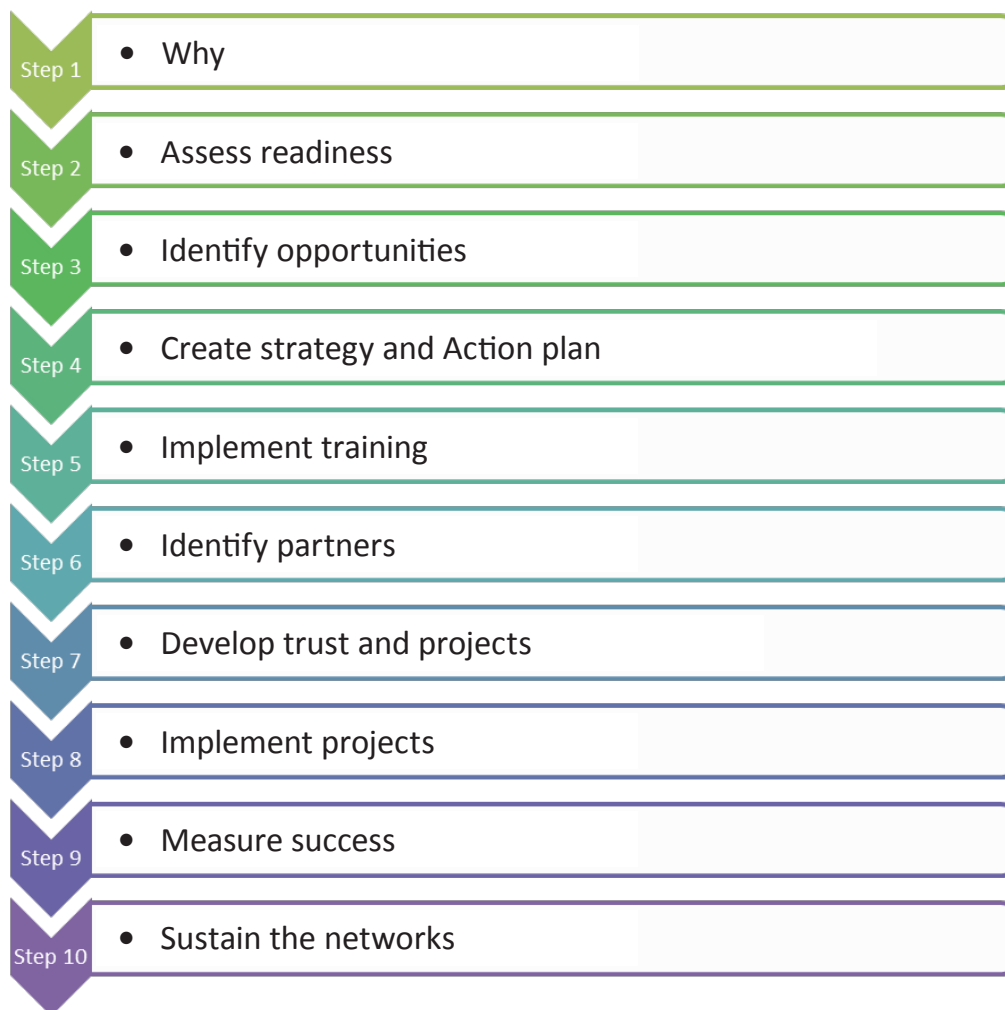 Step 1
• Why
Step 2
• Assess readiness
Step 3
• Identify opportunities
Step 4
• Create strategy and Action plan
Step 5
• Implement training
Step 6
• Identify partners
Step 7
• Develop trust and projects
Step 8
• Implement projects
Step 9
• Measure success
Step 10
• Sustain the networks